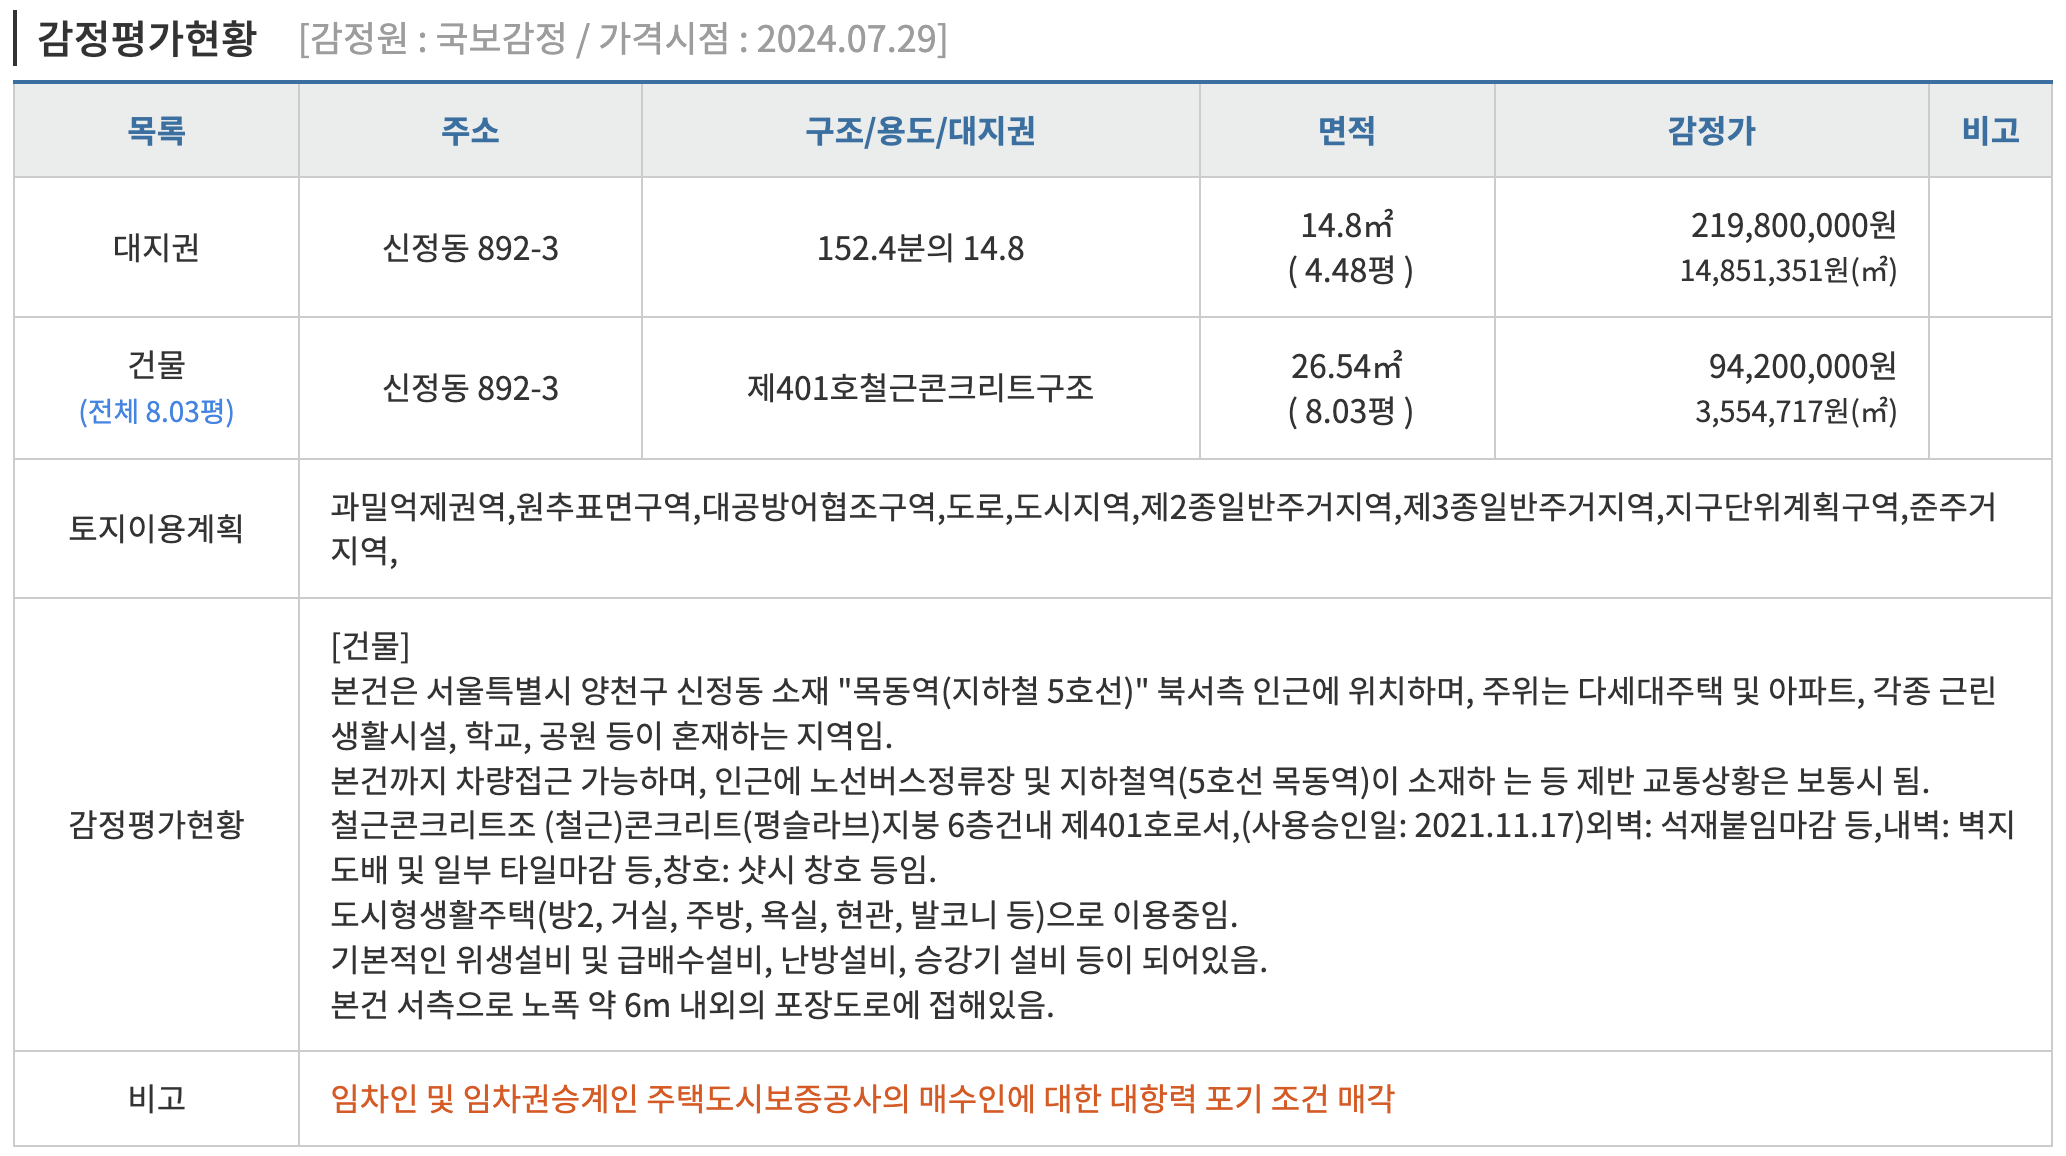 감정평가현황 [감정원 : 국보감정 / 가격시점 : 2024.07.29]
목록 주소 구조/용도/대지권 면적 감정가 비고
대지권 신정동 892-3 152.4분의 14.8 14.8㎡ 219,800,000원
( 4.48평 ) 14,851,351원(㎡)
건물 신정동 892-3 제401호철근콘크리트구조 26.54㎡ 94,200,000원
(전체 8.03평) ( 8.03평 ) 3,554,717원(㎡)
토지이용계획 과밀억제권역,원추표면구역,대공방어협조구역,도로,도시지역,제2종일반주거지역,제3종일반주거지역,지구단위계획구역,준주거
지역,
감정평가현황
[건물]
본건은 서울특별시 양천구 신정동 소재 "목동역(지하철 5호선)" 북서측 인근에 위치하며, 주위는 다세대주택 및 아파트, 각종 근린
생활시설, 학교, 공원 등이 혼재하는 지역임.
본건까지 차량접근 가능하며, 인근에 노선버스정류장 및 지하철역(5호선 목동역)이 소재하 는 등 제반 교통상황은 보통시 됨.
철근콘크리트조 (철근)콘크리트(평슬라브)지붕 6층건내 제401호로서,(사용승인일: 2021.11.17)외벽: 석재붙임마감 등,내벽: 벽지
도배 및 일부 타일마감 등,창호: 샷시 창호 등임.
도시형생활주택(방2, 거실, 주방, 욕실, 현관, 발코니 등)으로 이용중임.
기본적인 위생설비 및 급배수설비, 난방설비, 승강기 설비 등이 되어있음.
본건 서측으로 노폭 약 6m 내외의 포장도로에 접해있음.
비고 임차인 및 임차권승계인 주택도시보증공사의 매수인에 대한 대항력 포기 조건 매각